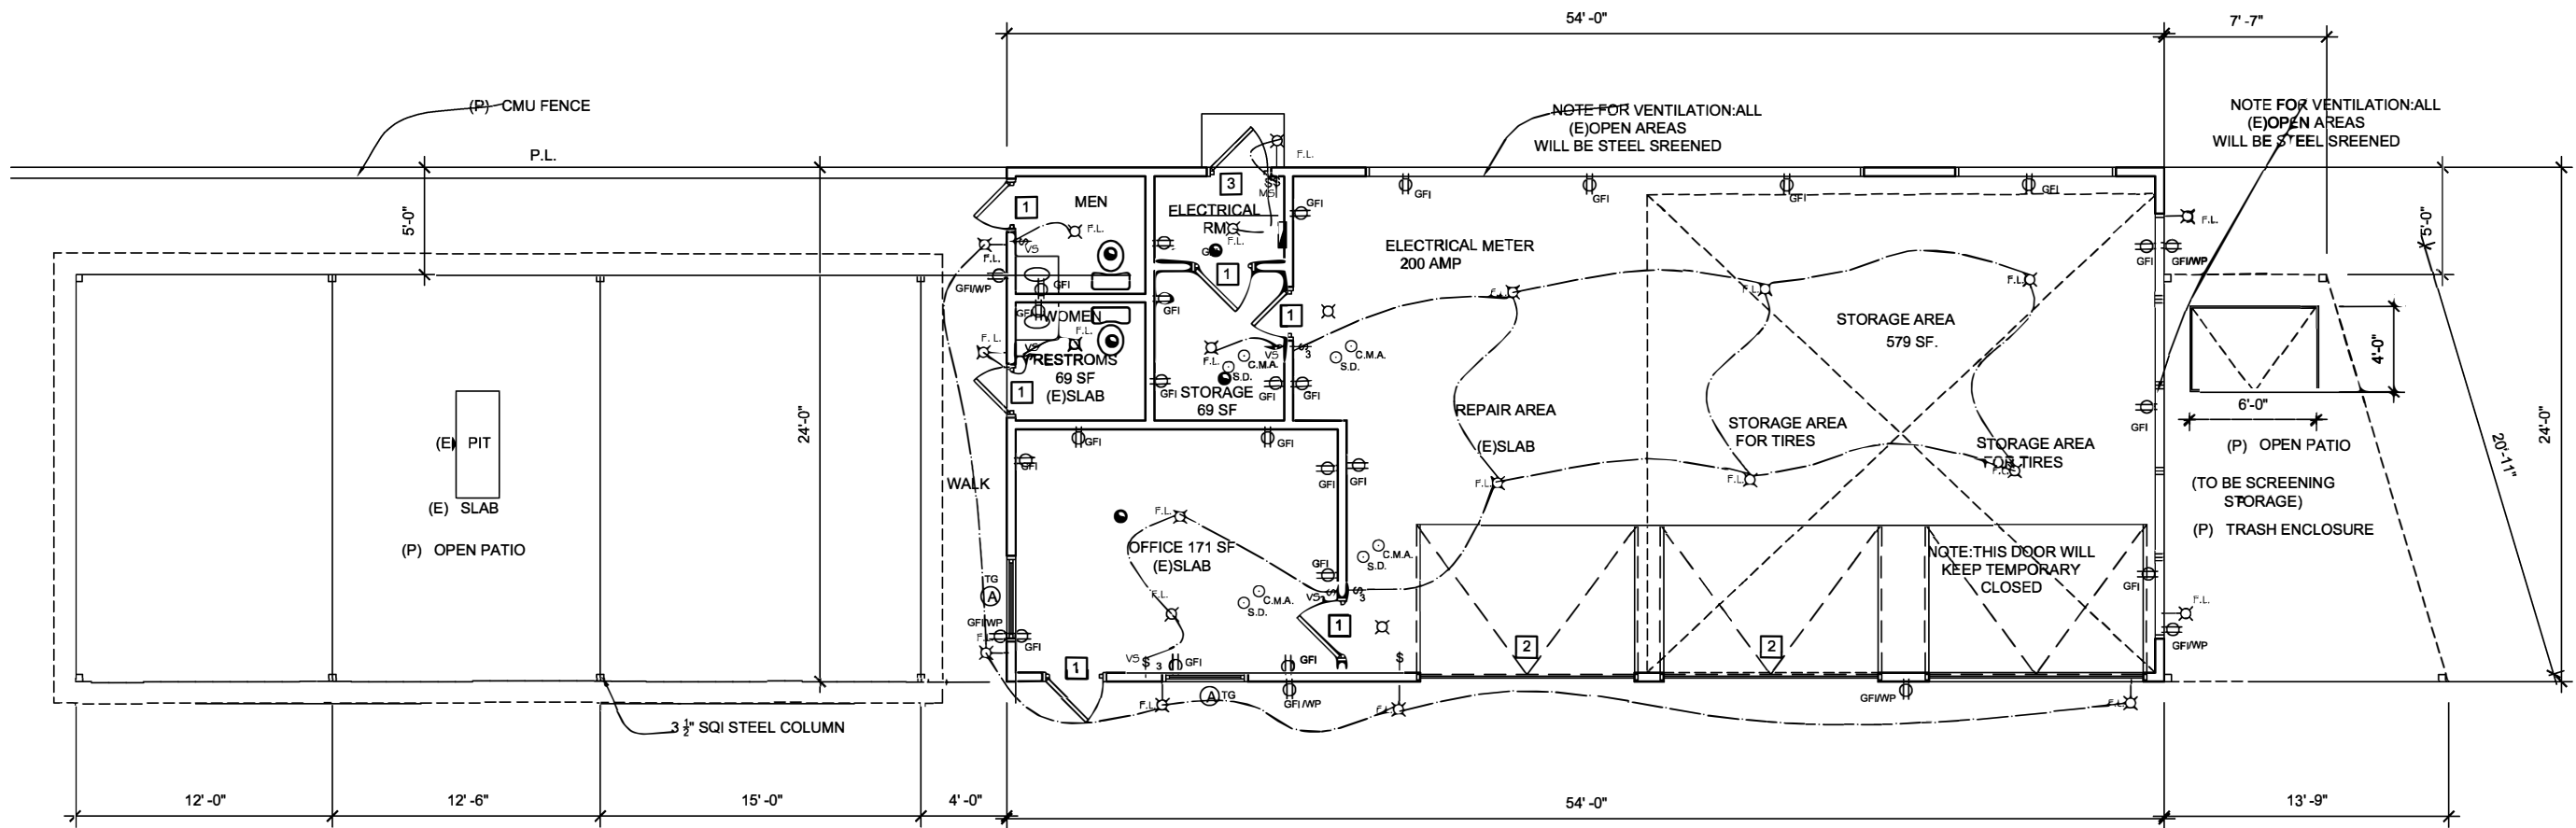 54'-0"
7'-7"
(P) CMU FENCE
NOTE FOR VENTILATION:ALL
(E)OPEN AREAS
WILL BE STEEL SREENED
NOTE FOR VENTILATION:ALL
(E)OPEN AREAS
WILL BE STEEL SREENED
P.L.
F.L.
5'-0"
MEN
1
3
$$
MS
GFI
GFI
GFI
GFI
GFI
ELECTRICAL
RM
F.L.
F.L.
F.L.
$
VS
F.L.
ELECTRICAL METER
200 AMP
5'-0"
GFI
GFI/WP
GFI/WP
GFI
1
F.L.
F.L.
F.L.
GFI
GFI
WOMEN
F.L.
F.L.
VS
1
STORAGE AREA
579 SF.
4'-0"
RESTROMS
69 SF
(E)SLAB
F.L.
VS
$
3
C.M.A.
S.D.
C.M.A.
S.D.
1
GFI
STORAGE
69 SF
GFI
GFI
6'-0"
24'-0"
24'-0"
20'-11"
REPAIR AREA
(E)SLAB
STORAGE AREA
FOR TIRES
STORAGE AREA
FOR TIRES
GFI
(P) OPEN PATIO
(E) PIT
GFI
GFI
GFI
GFI
GFI
F.L.
F.L.
F.L.
WALK
(TO BE SCREENING
STORAGE)
(E) SLAB
F.L.
(P) TRASH ENCLOSURE
(P) OPEN PATIO
OFFICE 171 SF
(E)SLAB
C.M.A.
S.D.
NOTE:THIS DOOR WILL
KEEP TEMPORARY
CLOSED
GFI
GFI
TG
A
F.L.
C.M.A.
S.D.
VS
$
$
3
F.L.
GFI/WP
F.L.
GFI
1
2
2
GFI/WP
1
VS
$
3
GFI
GFI
$
A
TG
F.L.
GFI/WP
F.L.
GFI/WP
F.L.
3 ½" SQI STEEL COLUMN
12'-0"
12'-6"
15'-0"
4'-0"
54'-0"
13'-9"